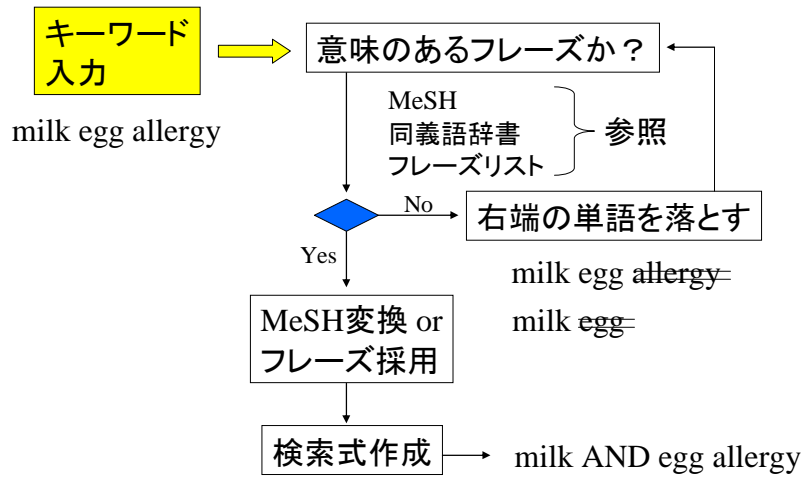 キーワード
入力
意味のあるフレーズか？
milk egg allergy
MeSH
同義語辞書
フレーズリスト
参照
No
右端の単語を落とす
Yes
milk egg allergy
milk egg
MeSH変換 or
フレーズ採用
検索式作成
milk AND egg allergy